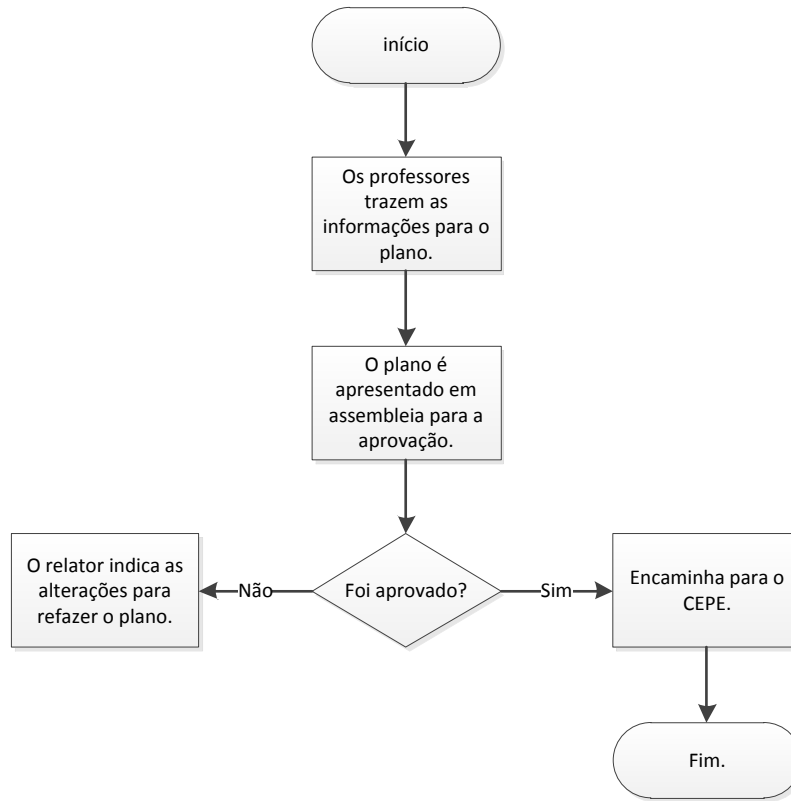 início
Os professores
trazem as
informações para o
plano.
O plano é
apresentado em
assembleia para a
aprovação.
O relator indica as
alterações para
refazer o plano.
Não
Foi aprovado?
Sim
Encaminha para o
CEPE.
Fim.